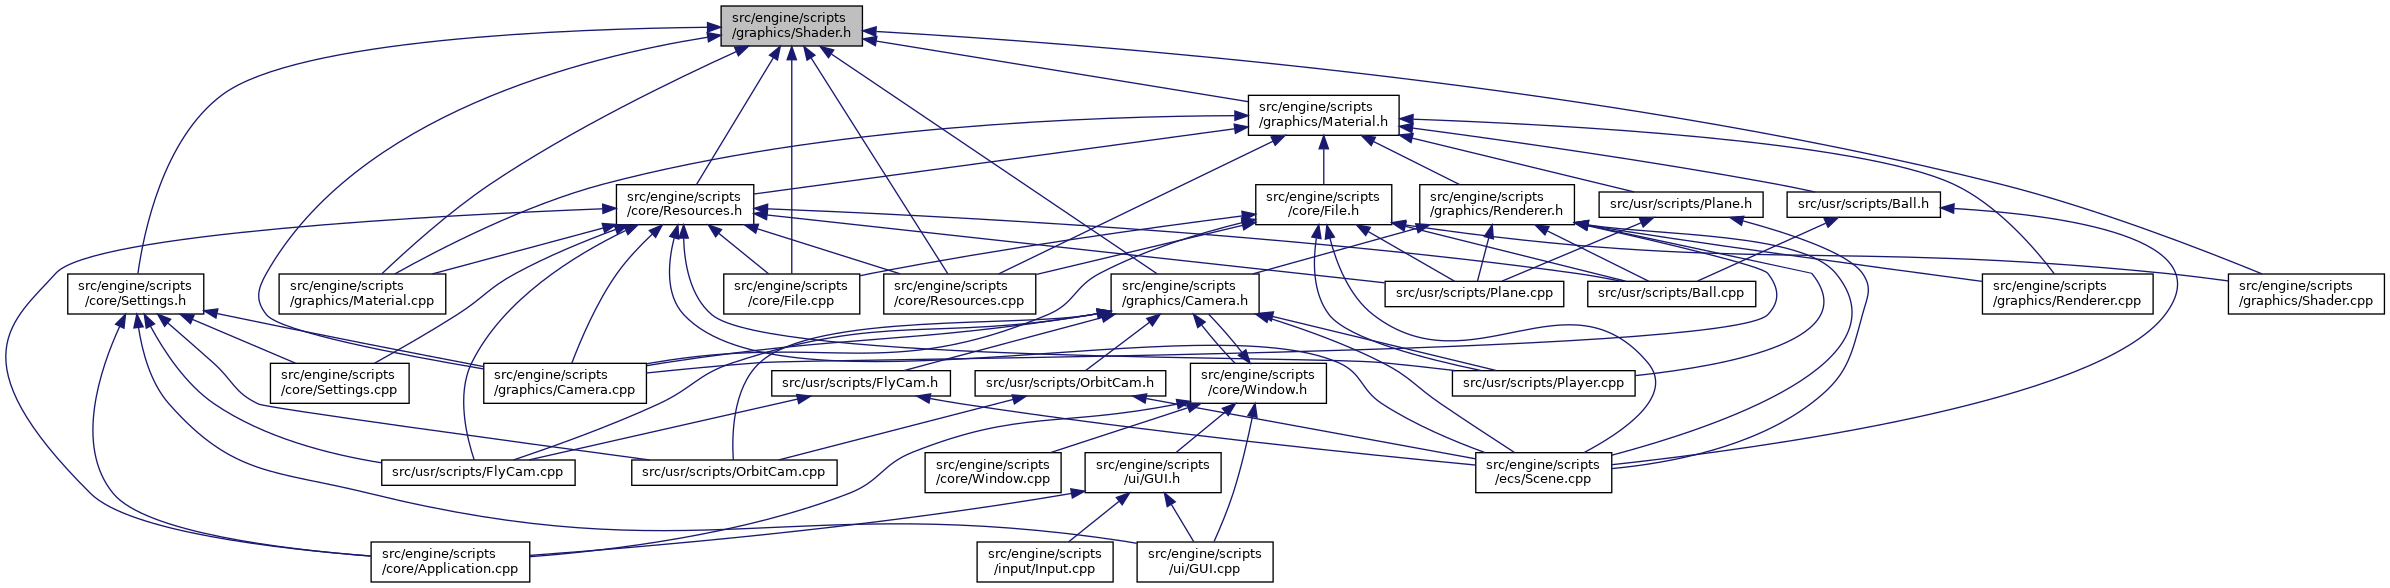 src/engine/scripts
/graphics/Shader.h
src/engine/scripts
/graphics/Material.h
src/engine/scripts
/core/Resources.h
src/engine/scripts
/core/File.h
src/engine/scripts
/graphics/Renderer.h
src/usr/scripts/Plane.h
src/usr/scripts/Ball.h
src/engine/scripts
/core/Settings.h
src/engine/scripts
/graphics/Material.cpp
src/engine/scripts
/core/File.cpp
src/engine/scripts
/core/Resources.cpp
src/engine/scripts
/graphics/Camera.h
src/usr/scripts/Plane.cpp
src/usr/scripts/Ball.cpp
src/engine/scripts
/graphics/Renderer.cpp
src/engine/scripts
/graphics/Shader.cpp
src/engine/scripts
/core/Settings.cpp
src/engine/scripts
/graphics/Camera.cpp
src/usr/scripts/FlyCam.h
src/usr/scripts/OrbitCam.h
src/engine/scripts
/core/Window.h
src/usr/scripts/Player.cpp
src/usr/scripts/FlyCam.cpp
src/usr/scripts/OrbitCam.cpp
src/engine/scripts
/core/Window.cpp
src/engine/scripts
/ui/GUI.h
src/engine/scripts
/ecs/Scene.cpp
src/engine/scripts
/core/Application.cpp
src/engine/scripts
/input/Input.cpp
src/engine/scripts
/ui/GUI.cpp